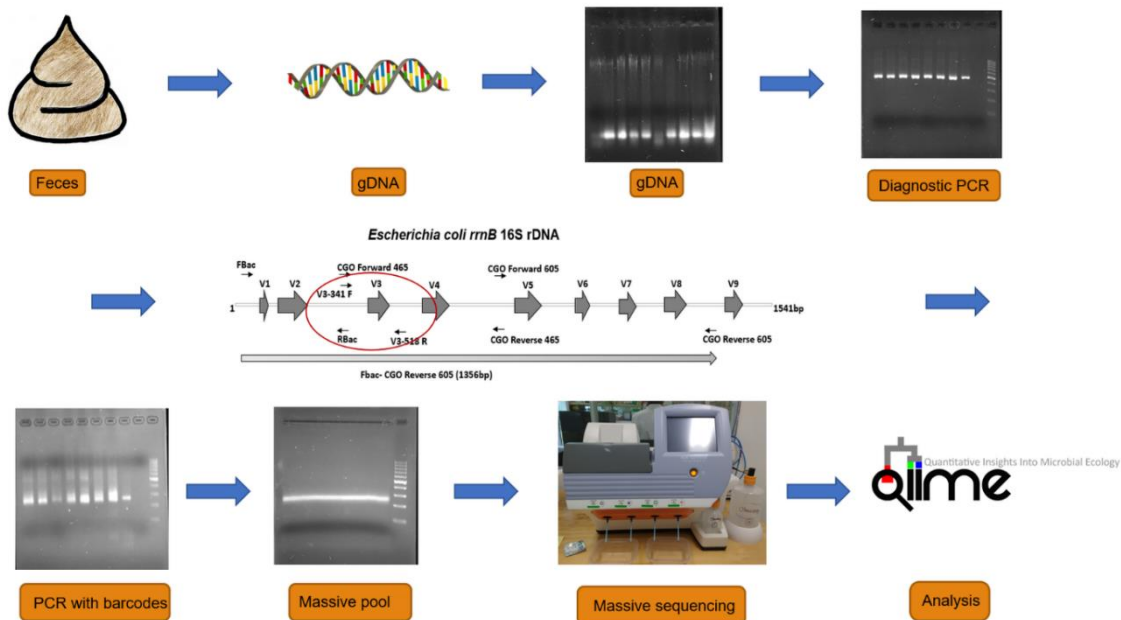 Feces
gDNA
gDNA
Diagnostic PCR
Escherichia coli rrnB 16S rDNA
FBac
CGO Forward 465
CGO Forward 605
V1
V2
V3
V4
V5
V6
V7
V8
V9
V3-341 F
1
1541bp
RBac
V3-518 R
CGO Reverse 465
CGO Reverse 605
Fbac- CGO Reverse 605 (1356bp)
Quantitative Insights Into Microbial Ecology
QIIME
PCR with barcodes
Massive pool
Massive sequencing
Analysis